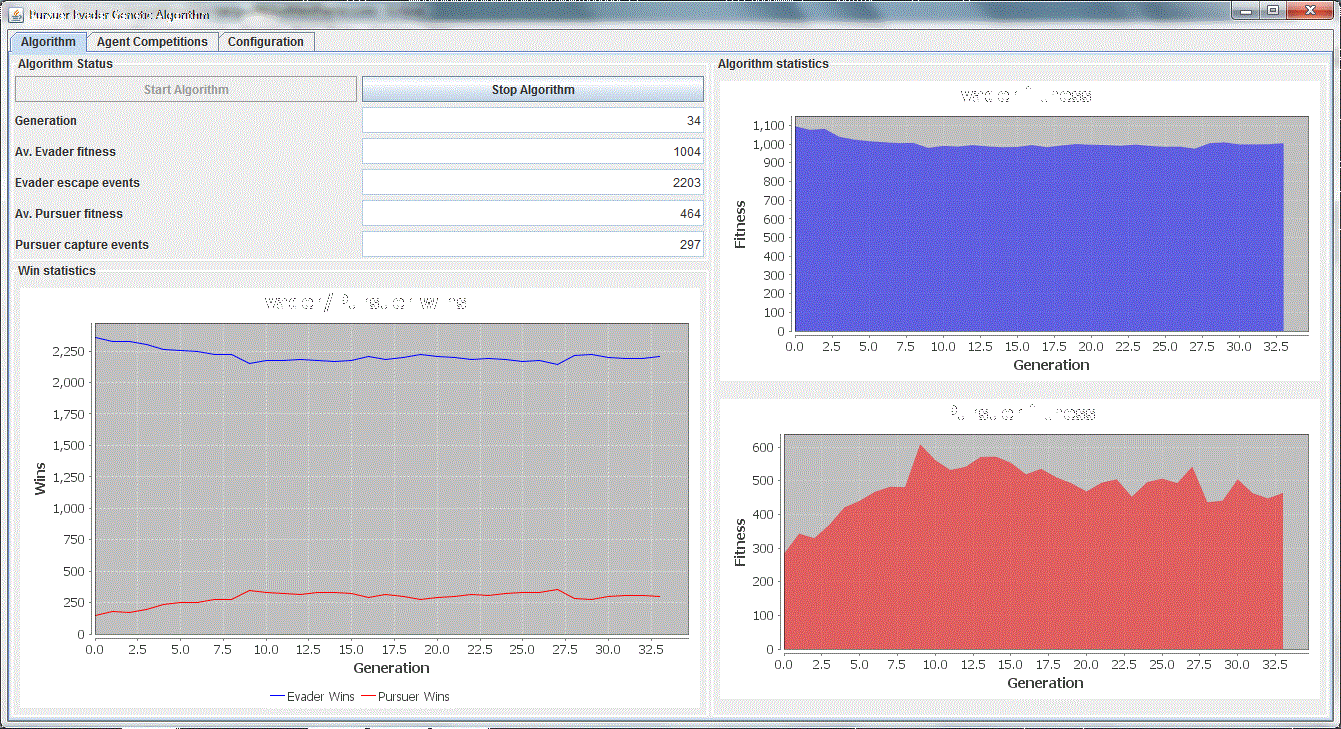 Pursuer Evader Genetic Algorithm
Algorithm Agent Competitions Configuration
Algorithm Status
Start Algorithm Stop Algorithm
Generation 34
Av. Evader fitness 1004
Evader escape events 2203
Av. Pursuer fitness 464
Pursuer capture events 297
Win statistics
Wins
2,250
2,000
1,750
1,500
1,250
1,000
750
500
250
0
0.0 2.5 5.0 7.5 10.0 12.5 15.0 17.5 20.0 22.5 25.0 27.5 30.0 32.5
Generation
Evader Wins Pursuer Wins
Algorithm statistics
Fitness
1,100
1,000
900
800
700
600
500
400
300
200
100
0
0.0 2.5 5.0 7.5 10.0 12.5 15.0 17.5 20.0 22.5 25.0 27.5 30.0 32.5
Generation
Fitness
600
500
400
300
200
100
0
0.0 2.5 5.0 7.5 10.0 12.5 15.0 17.5 20.0 22.5 25.0 27.5 30.0 32.5
Generation